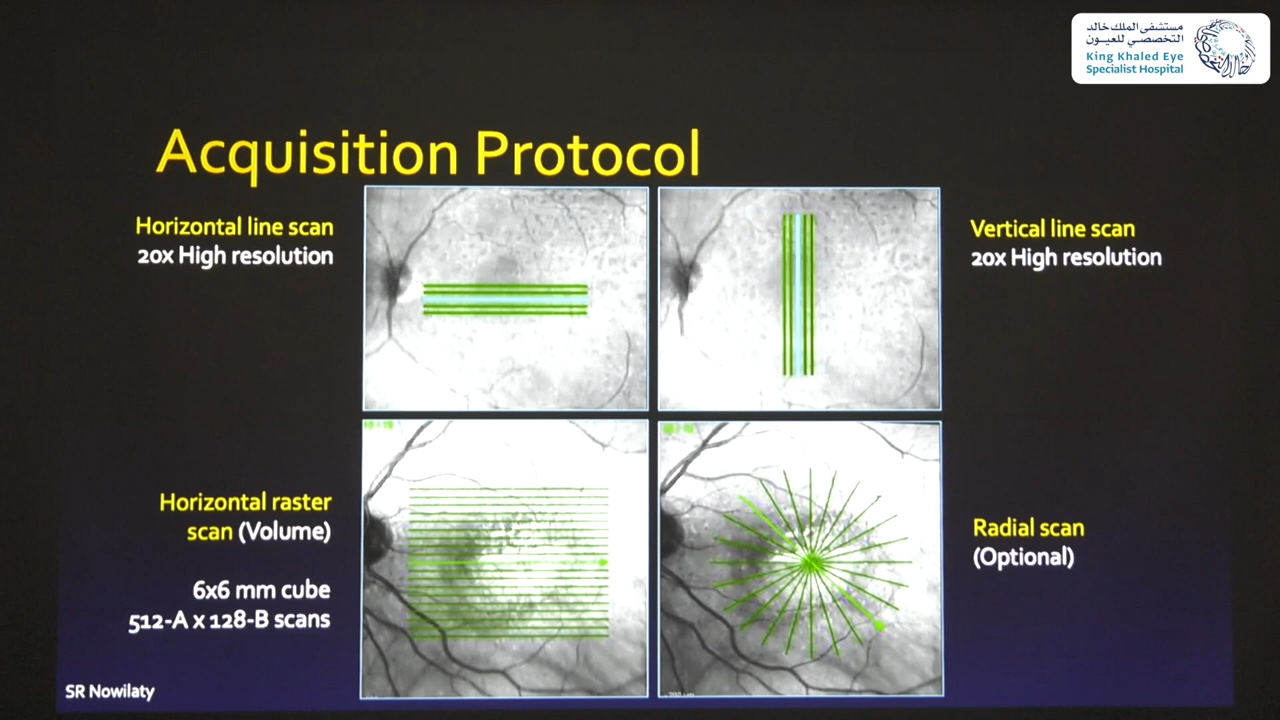 مستشفى الملك خالد
التخصصي للعيون
King Khaled Eye
Specialist Hospital
Acquisition Protocol
Horizontal line scan
20x High resolution
Vertical line scan
20x High resolution
Horizontal raster
scan (Volume)
6x6 mm cube
512-A x 128-B scans
Radial scan
(Optional)
SR Nowilaty